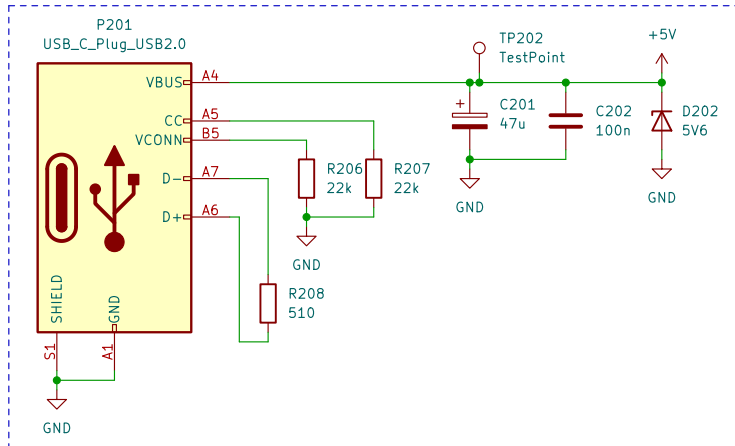 P201
USB_C_Plug_USB2.0
VBUS
A4
CC
A5
VCONN
B5
D-
A7
D+
A6
SHIELD
GND
S1
A1
GND
R206
22k
R207
22k
GND
R208
510
TP202
TestPoint
+
C201
47u
GND
C202
100n
+5V
D202
5V6
GND